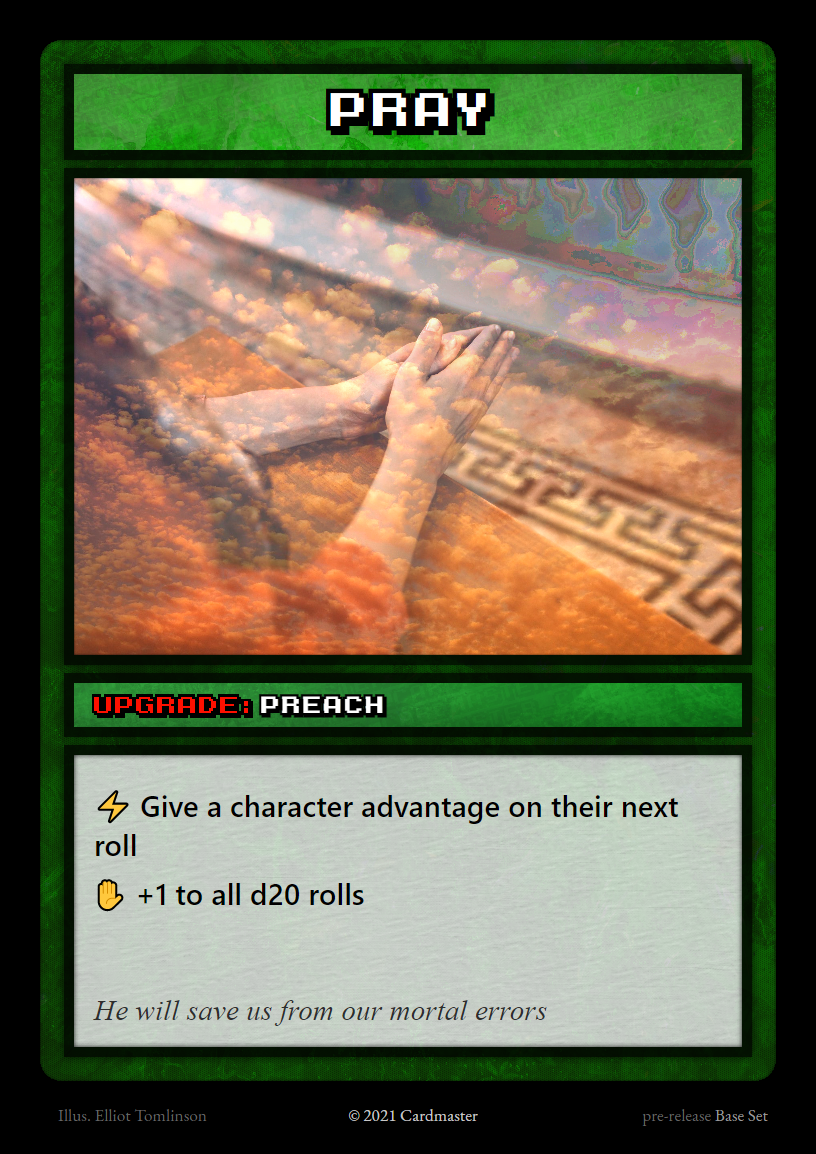 PRAY
UPGRADE: PREACH
⚡ Give a character advantage on their next
roll
✋ +1 to all d20 rolls
He will save us from our mortal errors
Illus. Elliot Tomlinson
© 2021 Cardmaster
pre-release Base Set